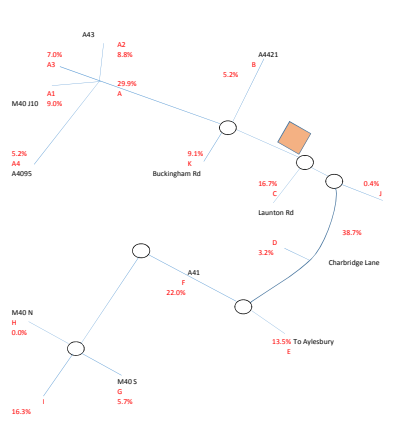 A43
A2
8.8%
7.0%
A3
A4421
B
5.2%
29.9%
A
A1
9.0%
M40 J10
5.2%
A4
A4095
9.1%
K
Buckingham Rd
16.7%
C
Launton Rd
0.4%
J
38.7%
D
3.2%
Charbridge Lane
A41
F
22.0%
M40 N
H
0.0%
13.5% To Aylesbury
E
M40 S
G
5.7%
I
16.3%